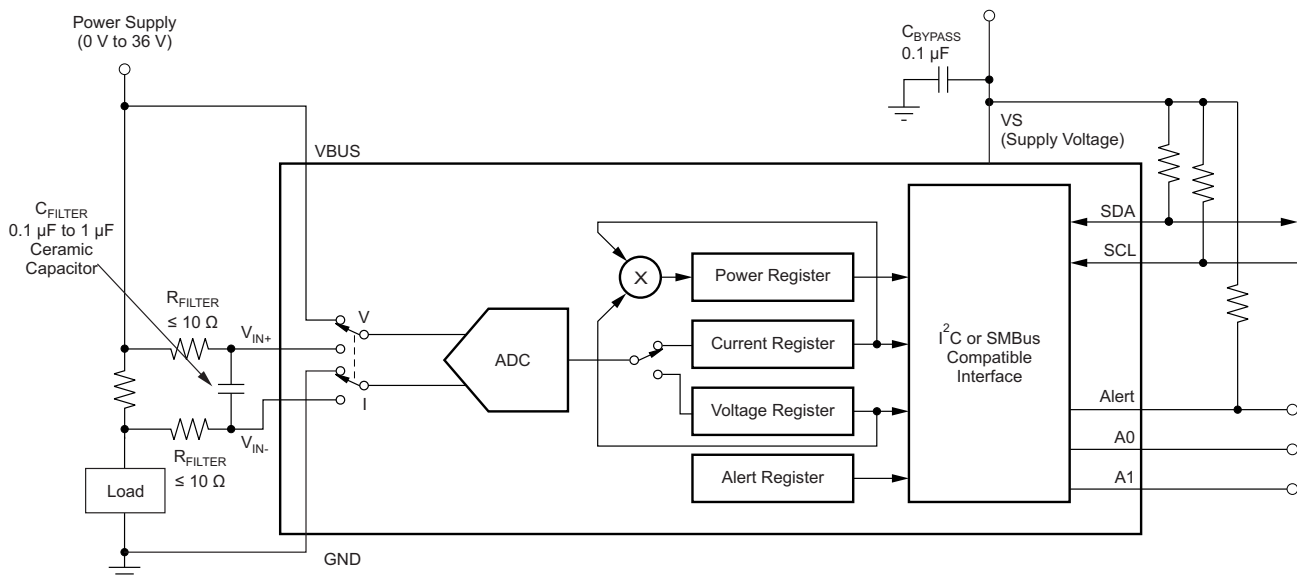 Power Supply
(0 V to 36 V)
C_BYPASS
0.1 µF
VS
(Supply Voltage)
VBUS
C_FILTER
0.1 µF to 1 µF
Ceramic
Capacitor
R_FILTER
≤ 10 Ω
V_IN+
V
I
V_IN-
R_FILTER
≤ 10 Ω
Load
GND
ADC
X
Power Register
Current Register
Voltage Register
Alert Register
I²C or SMBus
Compatible
Interface
SDA
SCL
Alert
A0
A1